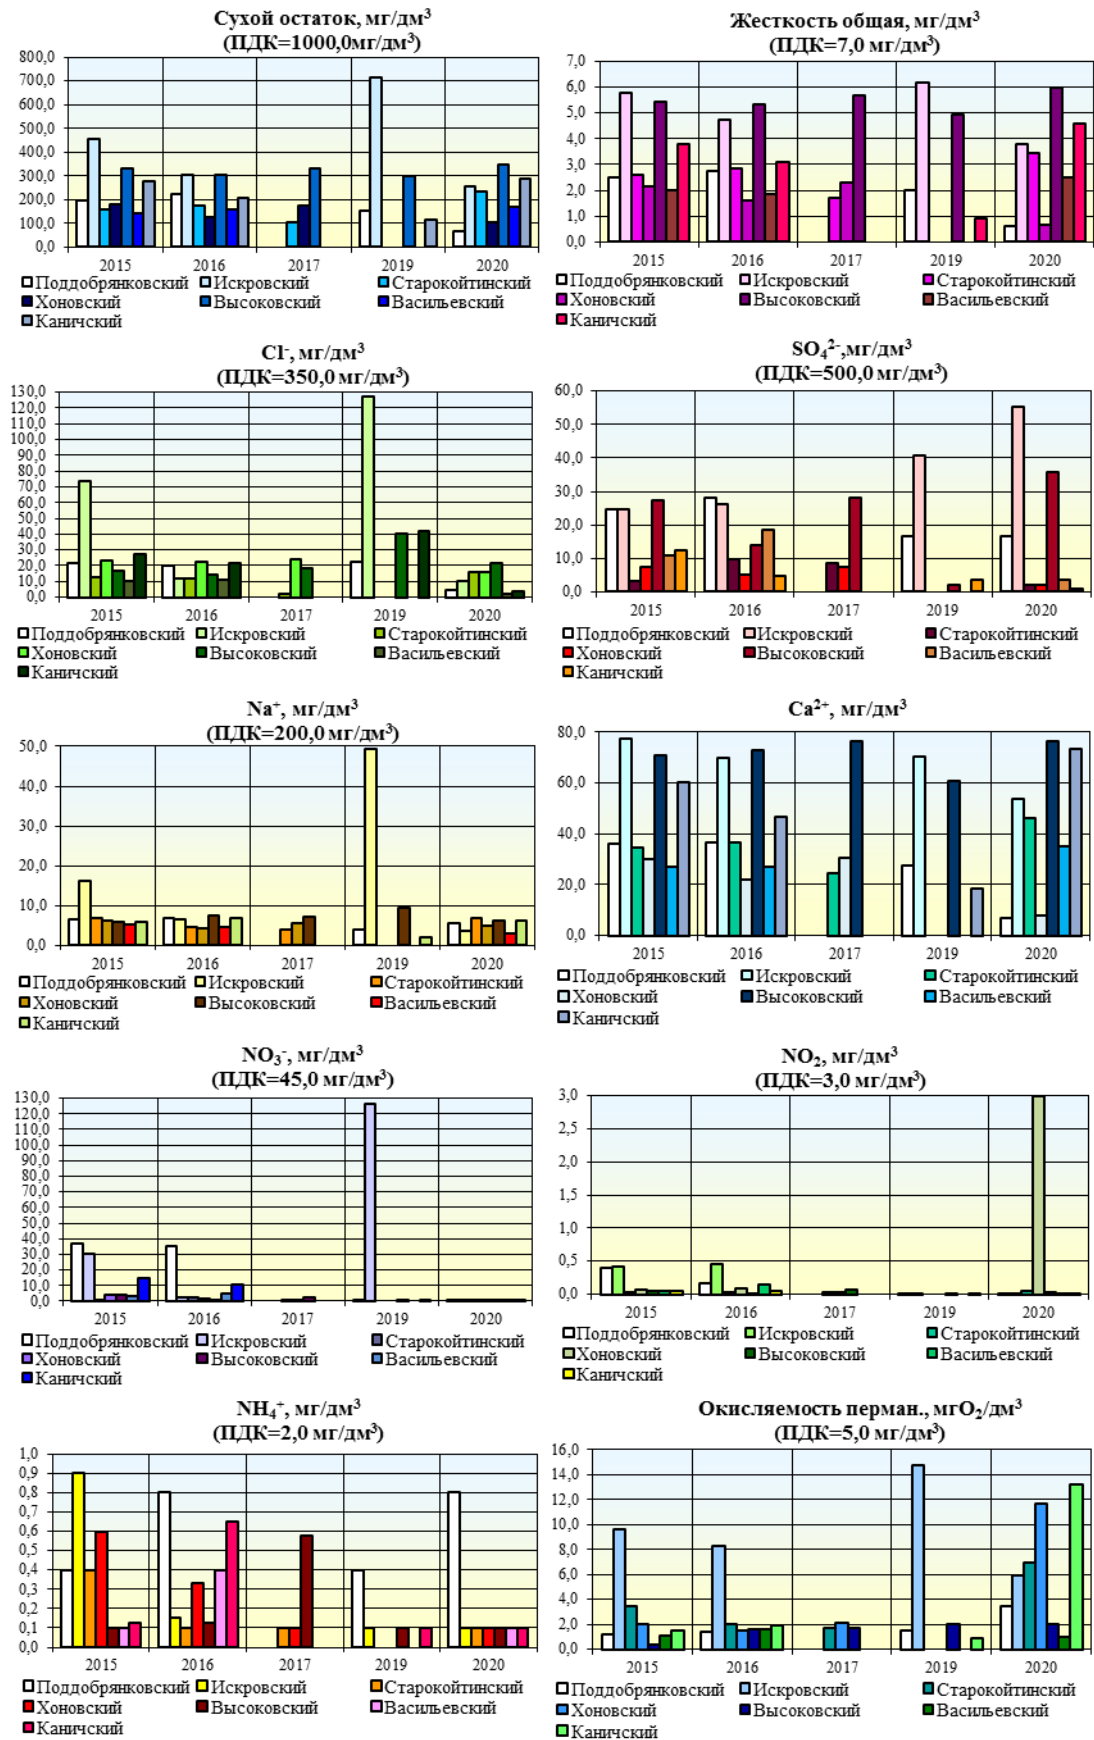 Сухой остаток, мг/дм³
(ПДК=1000,0мг/дм³)
800,0
700,0
600,0
500,0
400,0
300,0
200,0
100,0
0,0
2015 2016 2017 2019 2020
Поддобрянковский Искровский Старокойтинский
Хоновский Высоковский Васильевский
Каничский
Жесткость общая, мг/дм³
(ПДК=7,0 мг/дм³)
7,0
6,0
5,0
4,0
3,0
2,0
1,0
0,0
2015 2016 2017 2019 2020
Поддобрянковский Искровский Старокойтинский
Хоновский Высоковский Васильевский
Каничский
Cl⁻, мг/дм³
(ПДК=350,0 мг/дм³)
130,0
120,0
110,0
100,0
90,0
80,0
70,0
60,0
50,0
40,0
30,0
20,0
10,0
0,0
2015 2016 2017 2019 2020
Поддобрянковский Искровский Старокойтинский
Хоновский Высоковский Васильевский
Каничский
SO₄²⁻,мг/дм³
(ПДК=500,0 мг/дм³)
60,0
50,0
40,0
30,0
20,0
10,0
0,0
2015 2016 2017 2019 2020
Поддобрянковский Искровский Старокойтинский
Хоновский Высоковский Васильевский
Каничский
Na⁺, мг/дм³
(ПДК=200,0 мг/дм³)
50,0
40,0
30,0
20,0
10,0
0,0
2015 2016 2017 2019 2020
Поддобрянковский Искровский Старокойтинский
Хоновский Высоковский Васильевский
Каничский
Ca²⁺, мг/дм³
80,0
60,0
40,0
20,0
0,0
2015 2016 2017 2019 2020
Поддобрянковский Искровский Старокойтинский
Хоновский Высоковский Васильевский
Каничский
NO₃⁻, мг/дм³
(ПДК=45,0 мг/дм³)
130,0
120,0
110,0
100,0
90,0
80,0
70,0
60,0
50,0
40,0
30,0
20,0
10,0
0,0
2015 2016 2017 2019 2020
Поддобрянковский Искровский Старокойтинский
Хоновский Высоковский Васильевский
Каничский
NO₂, мг/дм³
(ПДК=3,0 мг/дм³)
3,0
2,5
2,0
1,5
1,0
0,5
0,0
2015 2016 2017 2019 2020
Поддобрянковский Искровский Старокойтинский
Хоновский Высоковский Васильевский
Каничский
NH₄⁺, мг/дм³
(ПДК=2,0 мг/дм³)
1,0
0,9
0,8
0,7
0,6
0,5
0,4
0,3
0,2
0,1
0,0
2015 2016 2017 2019 2020
Поддобрянковский Искровский Старокойтинский
Хоновский Высоковский Васильевский
Каничский
Окисляемость перман., мгО₂/дм³
(ПДК=5,0 мг/дм³)
16,0
14,0
12,0
10,0
8,0
6,0
4,0
2,0
0,0
2015 2016 2017 2019 2020
Поддобрянковский Искровский Старокойтинский
Хоновский Высоковский Васильевский
Каничский